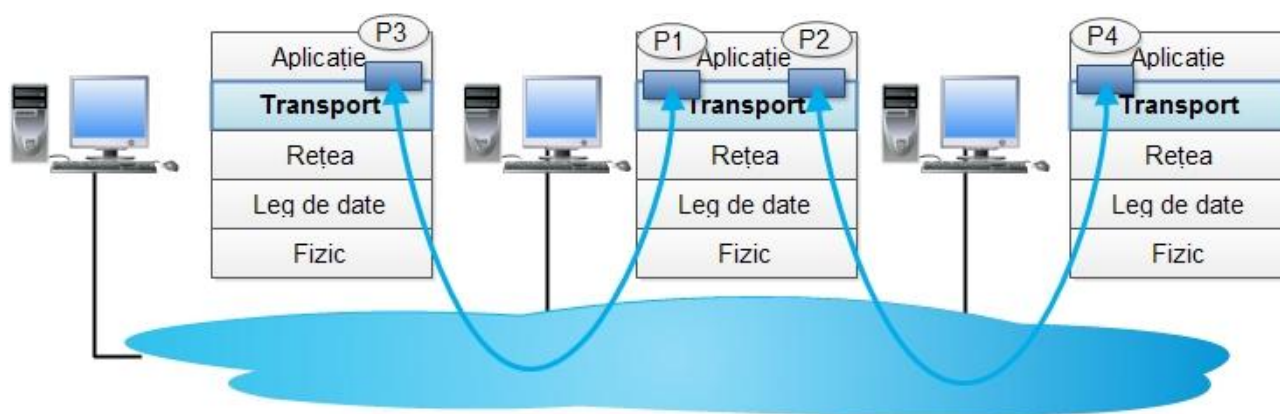 P3
Aplicație
Transport
Rețea
Leg de date
Fizic
P1
P2
Aplicație
Transport
Rețea
Leg de date
Fizic
P4
Aplicație
Transport
Rețea
Leg de date
Fizic